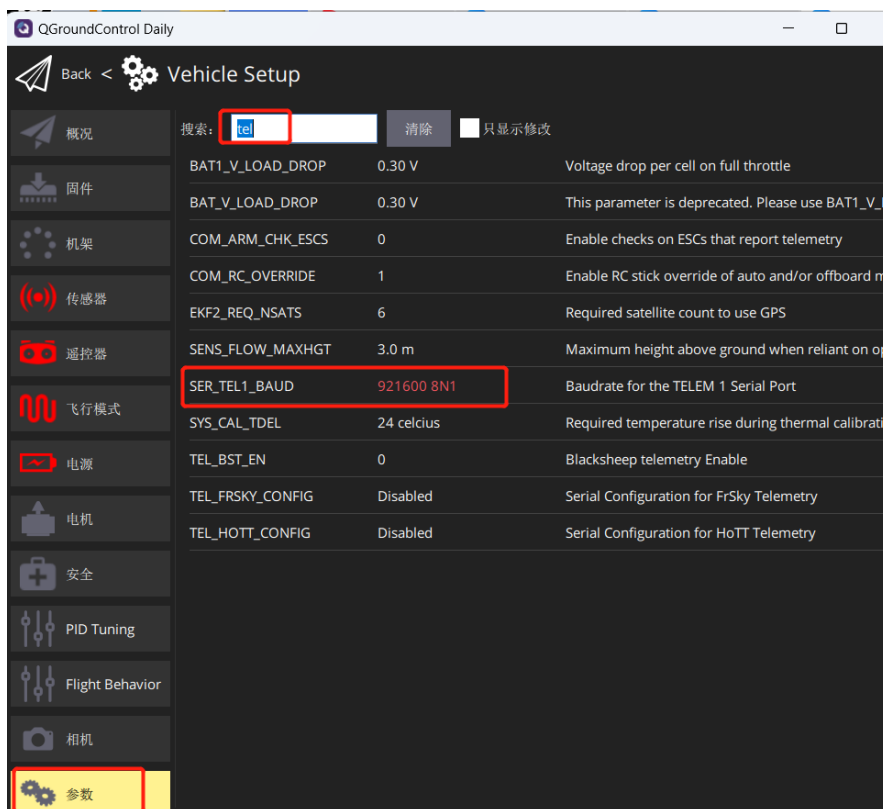 QGroundControl Daily
Back < Vehicle Setup
概况
固件
机架
传感器
遥控器
飞行模式
电源
电机
安全
PID Tuning
Flight Behavior
相机
参数
搜索: tel 清除 只显示修改
BAT1_V_LOAD_DROP 0.30 V Voltage drop per cell on full throttle
BAT_V_LOAD_DROP 0.30 V This parameter is deprecated. Please use BAT1_V_
COM_ARM_CHK_ESCS 0 Enable checks on ESCs that report telemetry
COM_RC_OVERRIDE 1 Enable RC stick override of auto and/or offboard
EKF2_REQ_NSATS 6 Required satellite count to use GPS
SENS_FLOW_MAXHGT 3.0 m Maximum height above ground when reliant on
SER_TEL1_BAUD 921600 8N1 Baudrate for the TELEM 1 Serial Port
SYS_CAL_TDEL 24 celcius Required temperature rise during thermal calibrati
TEL_BST_EN 0 Blacksheep telemetry Enable
TEL_FRSKY_CONFIG Disabled Serial Configuration for FrSky Telemetry
TEL_HOTT_CONFIG Disabled Serial Configuration for HoTT Telemetry